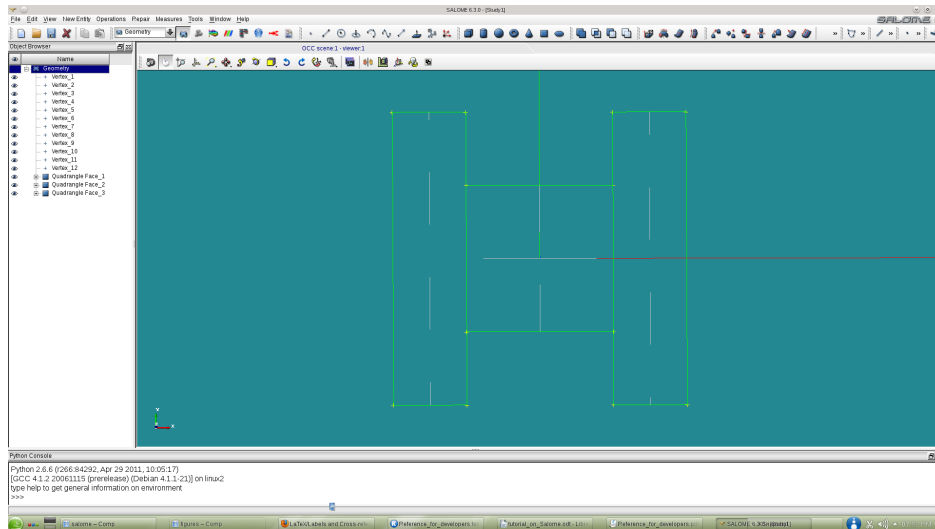 SALOME 6.3.0 - [Study1]
File Edit View New Entity Operations Repair Measures Tools Window Help
SALOME
Geometry
Object Browser
OCC scene:1 - viewer:1
Name
Geometry
Vertex_1
Vertex_2
Vertex_3
Vertex_4
Vertex_5
Vertex_6
Vertex_7
Vertex_8
Vertex_9
Vertex_10
Vertex_11
Vertex_12
Quadrangle Face_1
Quadrangle Face_2
Quadrangle Face_3
Y
X
Python Console
Python 2.6.6 (r266:84292, Apr 29 2011, 10:05:17)
[GCC 4.1.2 20061115 (prerelease) (Debian 4.1.1-21)] on linux2
type help to get general information on environment
>>>
salome – Comp
figures – Comp
LaTeX/Labels and Cross-refe
Reference_for_developers.te
tutorial_on_Salome.odt - Libr
Reference_for_developers.p
SALOME 6.3.0 - [Study1]